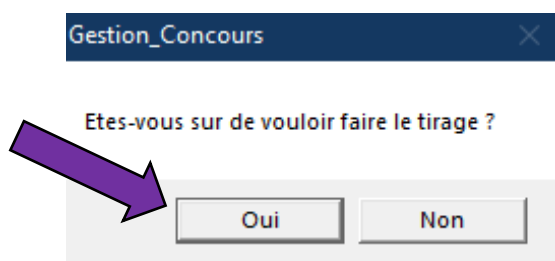 Gestion_Concours
Etes-vous sur de vouloir faire le tirage ?
Oui
Non